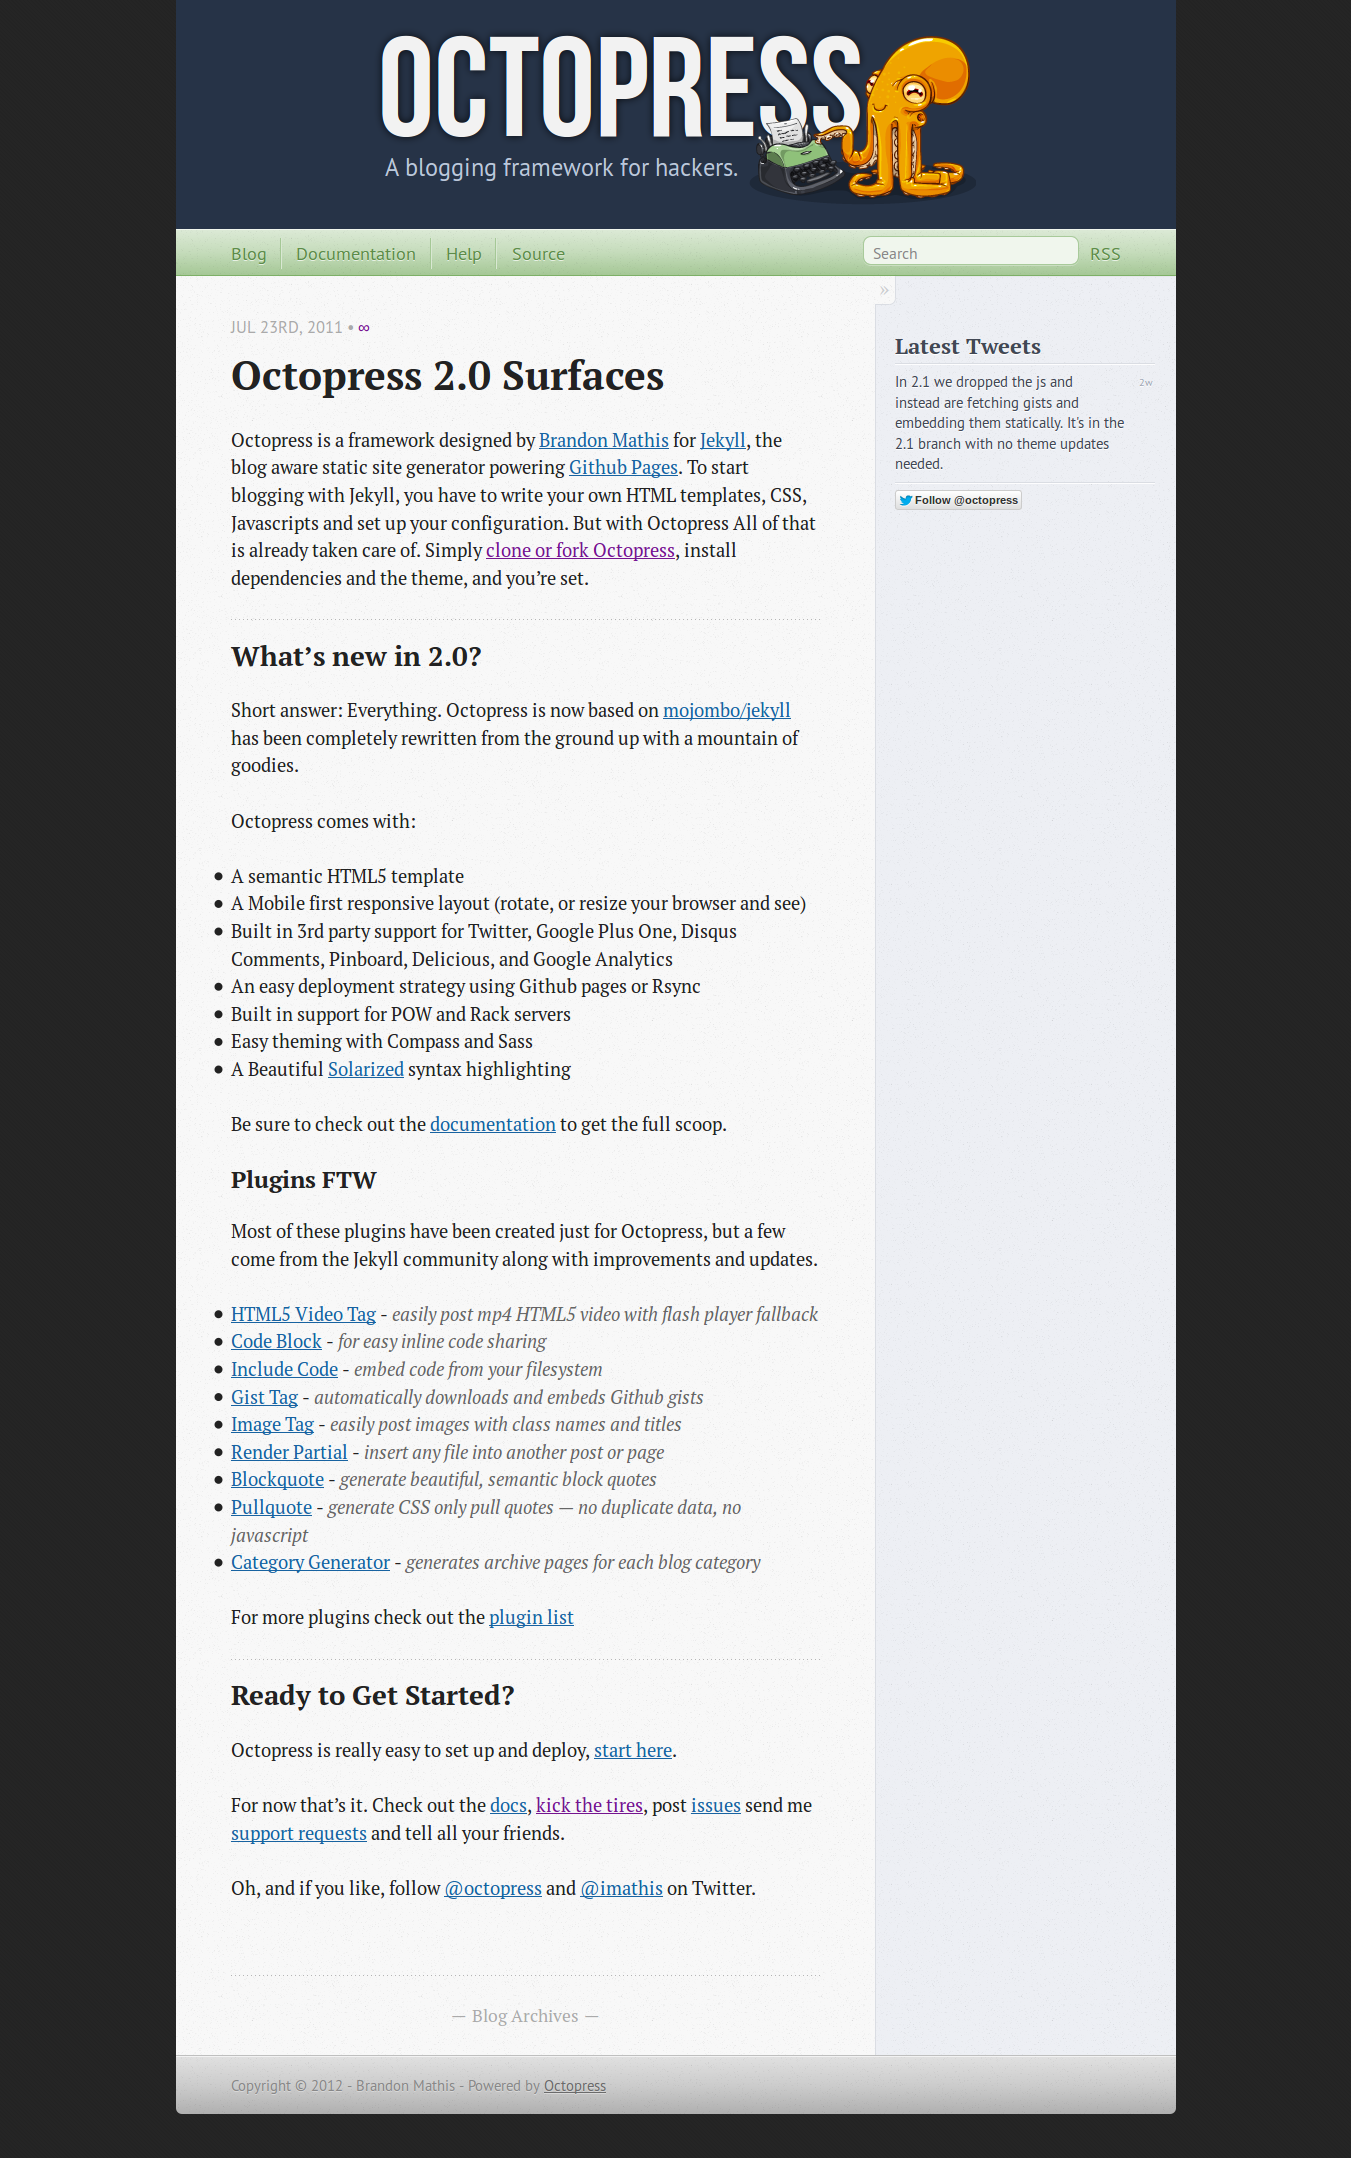 OCTOPRESS
A blogging framework for hackers.
Blog
Documentation
Help
Source
Search
RSS
»
JUL 23RD, 2011 • ∞
Octopress 2.0 Surfaces
Octopress is a framework designed by Brandon Mathis for Jekyll, the
blog aware static site generator powering Github Pages. To start
blogging with Jekyll, you have to write your own HTML templates, CSS,
Javascripts and set up your configuration. But with Octopress All of that
is already taken care of. Simply clone or fork Octopress, install
dependencies and the theme, and you’re set.
What’s new in 2.0?
Short answer: Everything. Octopress is now based on mojombo/jekyll
has been completely rewritten from the ground up with a mountain of
goodies.
Octopress comes with:
• A semantic HTML5 template
• A Mobile first responsive layout (rotate, or resize your browser and see)
• Built in 3rd party support for Twitter, Google Plus One, Disqus
Comments, Pinboard, Delicious, and Google Analytics
• An easy deployment strategy using Github pages or Rsync
• Built in support for POW and Rack servers
• Easy theming with Compass and Sass
• A Beautiful Solarized syntax highlighting
Be sure to check out the documentation to get the full scoop.
Plugins FTW
Most of these plugins have been created just for Octopress, but a few
come from the Jekyll community along with improvements and updates.
• HTML5 Video Tag - easily post mp4 HTML5 video with flash player fallback
• Code Block - for easy inline code sharing
• Include Code - embed code from your filesystem
• Gist Tag - automatically downloads and embeds Github gists
• Image Tag - easily post images with class names and titles
• Render Partial - insert any file into another post or page
• Blockquote - generate beautiful, semantic block quotes
• Pullquote - generate CSS only pull quotes — no duplicate data, no
javascript
• Category Generator - generates archive pages for each blog category
For more plugins check out the plugin list
Ready to Get Started?
Octopress is really easy to set up and deploy, start here.
For now that’s it. Check out the docs, kick the tires, post issues send me
support requests and tell all your friends.
Oh, and if you like, follow @octopress and @imathis on Twitter.
— Blog Archives —
Latest Tweets
In 2.1 we dropped the js and 2w
instead are fetching gists and
embedding them statically. It's in the
2.1 branch with no theme updates
needed.
Follow @octopress
Copyright © 2012 - Brandon Mathis - Powered by Octopress